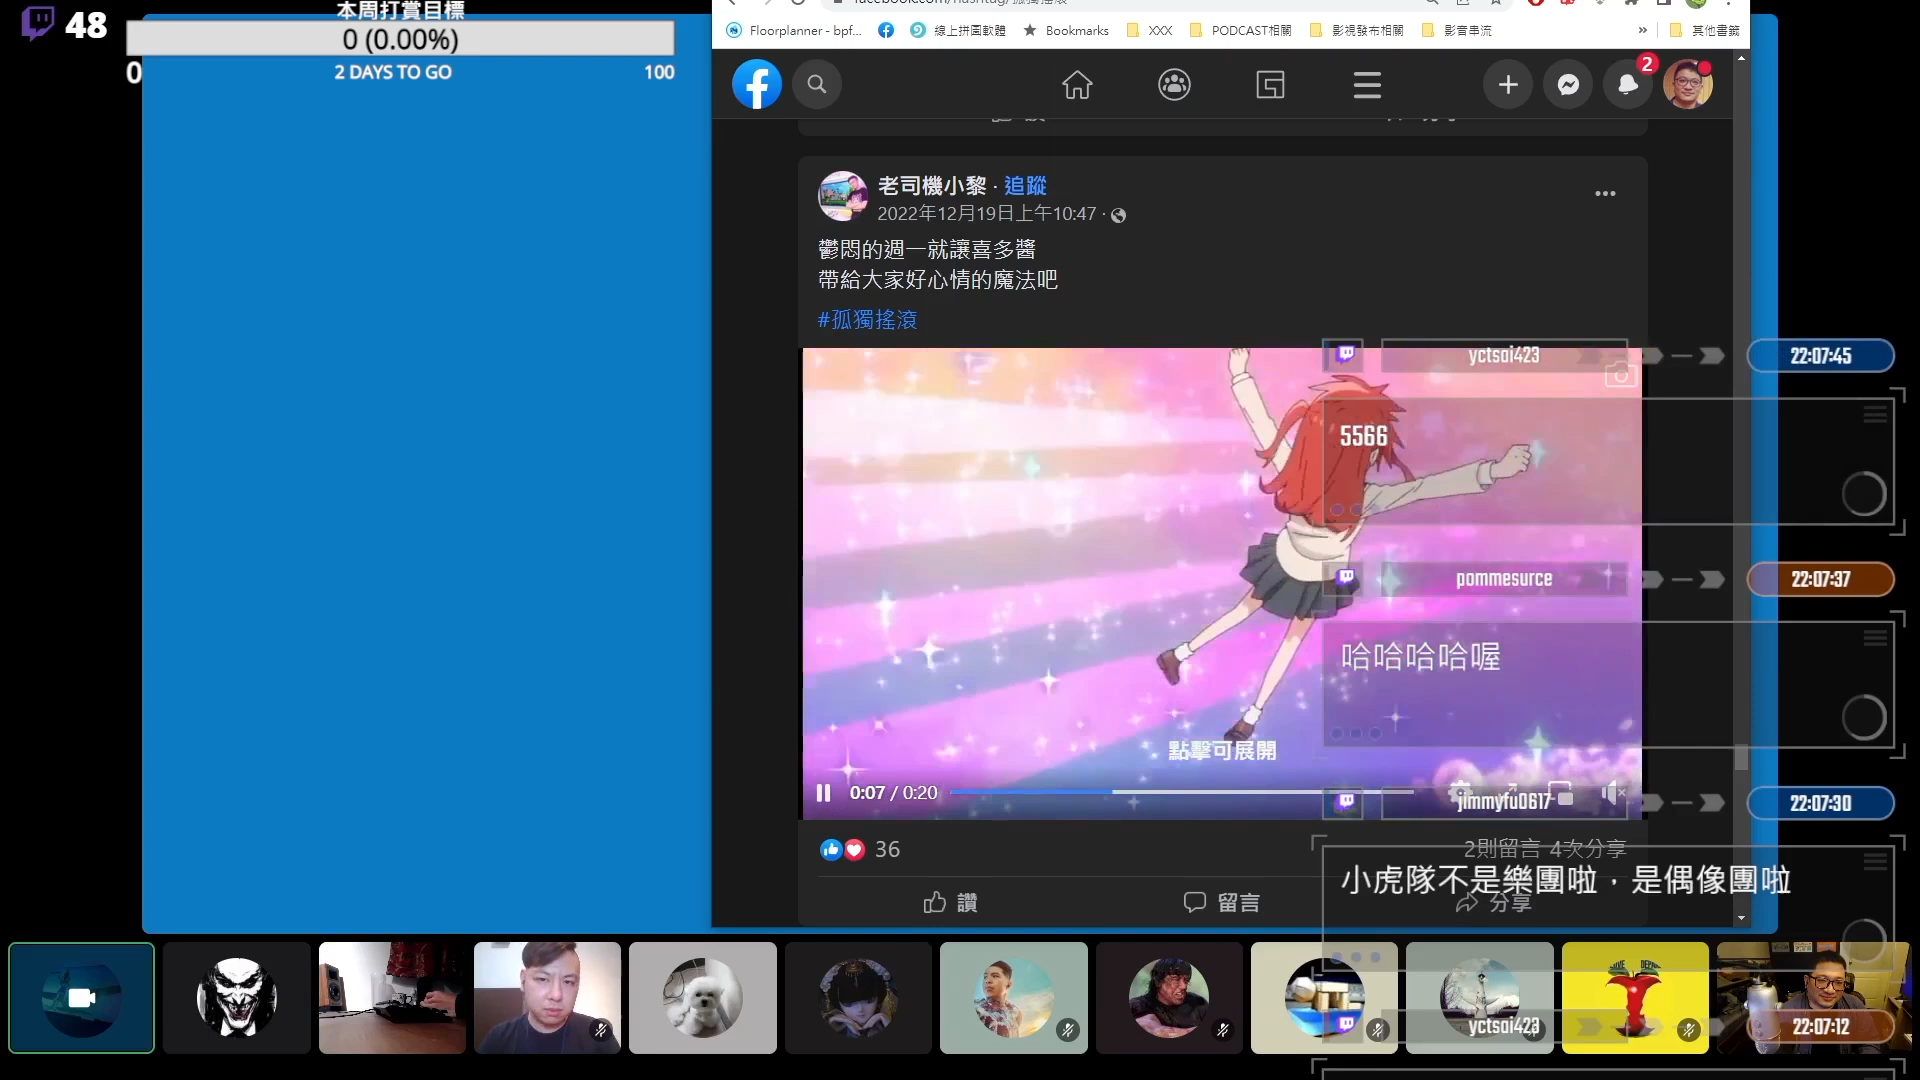 48
本周打賞目標
0 (0.00%)
0
2 DAYS TO GO
100
Floorplanner - bpf...
線上拼圖軟體
Bookmarks
XXX
PODCAST相關
影視發布相關
影音串流
»
其他書籤
2
老司機小黎 · 追蹤
2022年12月19日上午10:47 ·
鬱悶的週一就讓喜多醬
帶給大家好心情的魔法吧
#孤獨搖滾
yctsai423
22:07:45
5566
pommesurce
22:07:37
哈哈哈哈喔
點擊可展開
0:07 / 0:20
jimmyfu0617
22:07:30
36
2則留言 4次分享
小虎隊不是樂團啦，是偶像團啦
讚
留言
分享
yctsai423
22:07:12